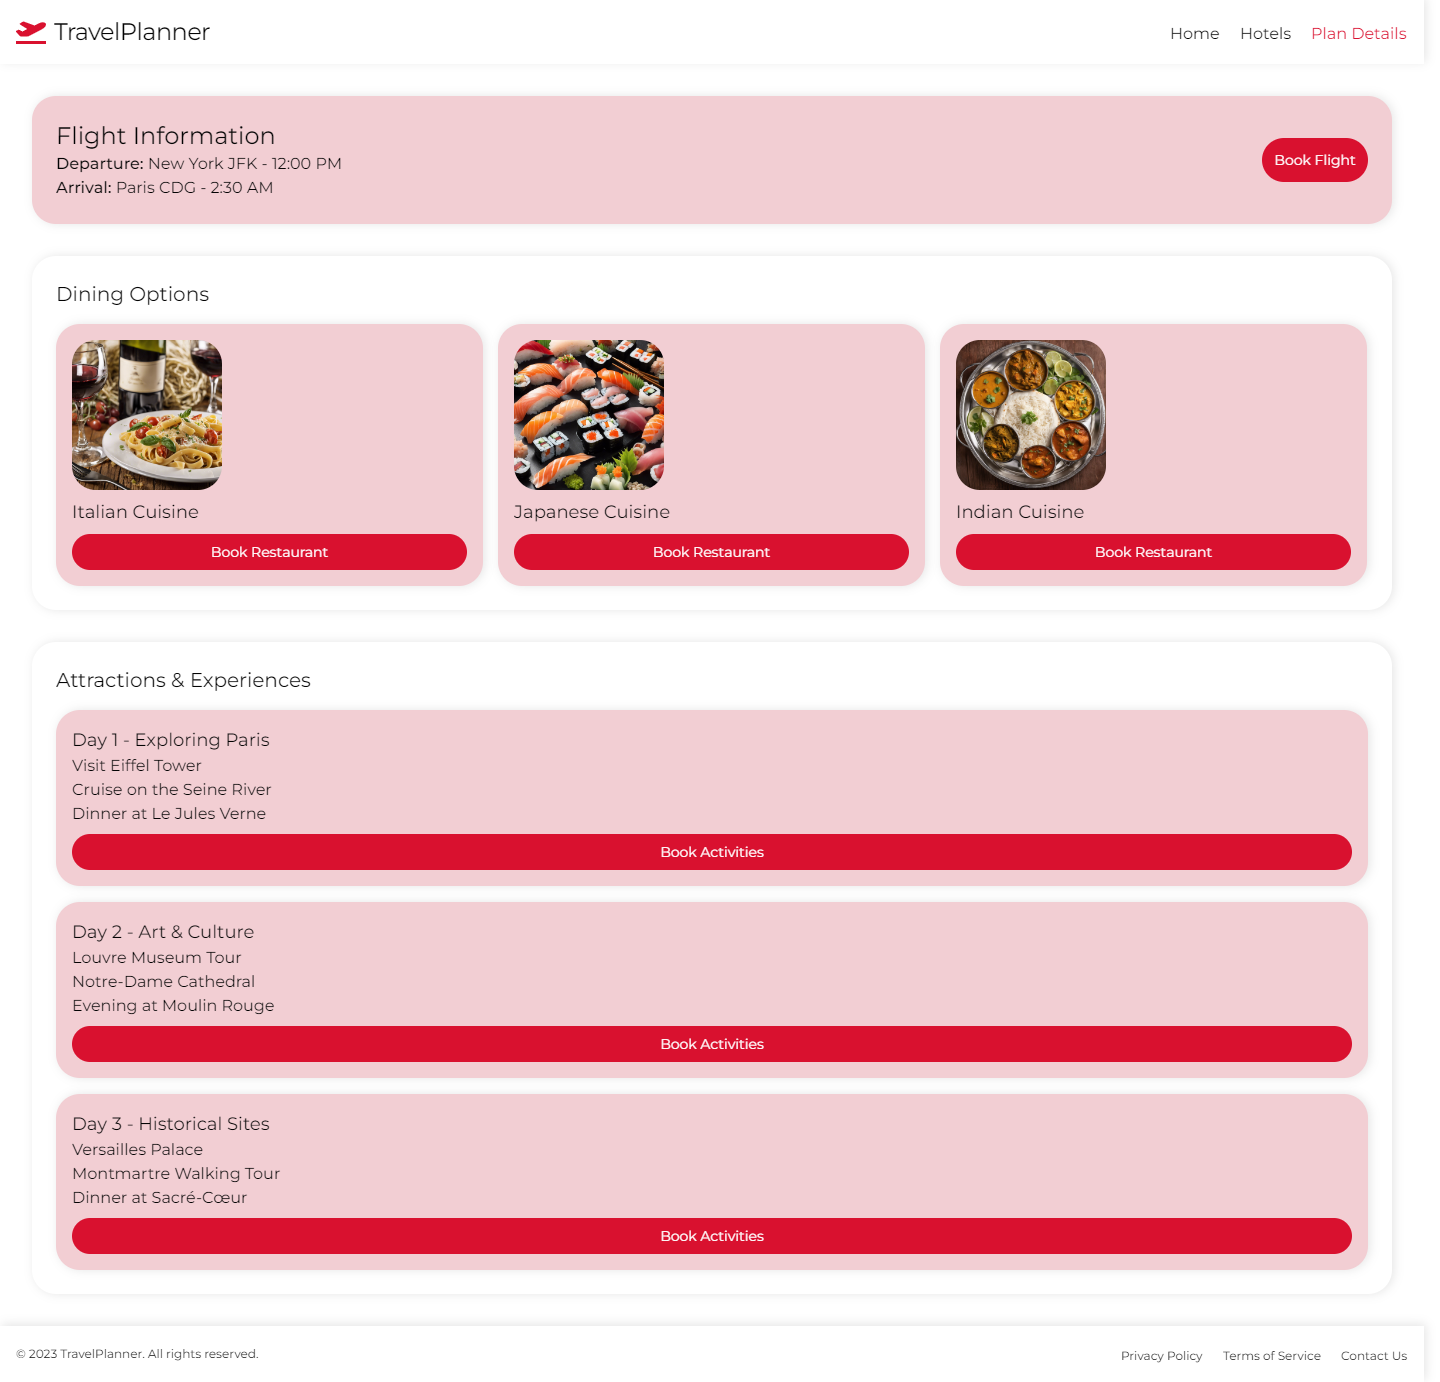 TravelPlanner
Home Hotels Plan Details
Flight Information
Departure: New York JFK - 12:00 PM
Arrival: Paris CDG - 2:30 AM
Book Flight
Dining Options
Italian Cuisine
Book Restaurant
Japanese Cuisine
Book Restaurant
Indian Cuisine
Book Restaurant
Attractions & Experiences
Day 1 - Exploring Paris
Visit Eiffel Tower
Cruise on the Seine River
Dinner at Le Jules Verne
Book Activities
Day 2 - Art & Culture
Louvre Museum Tour
Notre-Dame Cathedral
Evening at Moulin Rouge
Book Activities
Day 3 - Historical Sites
Versailles Palace
Montmartre Walking Tour
Dinner at Sacré-Cœur
Book Activities
© 2023 TravelPlanner. All rights reserved.
Privacy Policy Terms of Service Contact Us